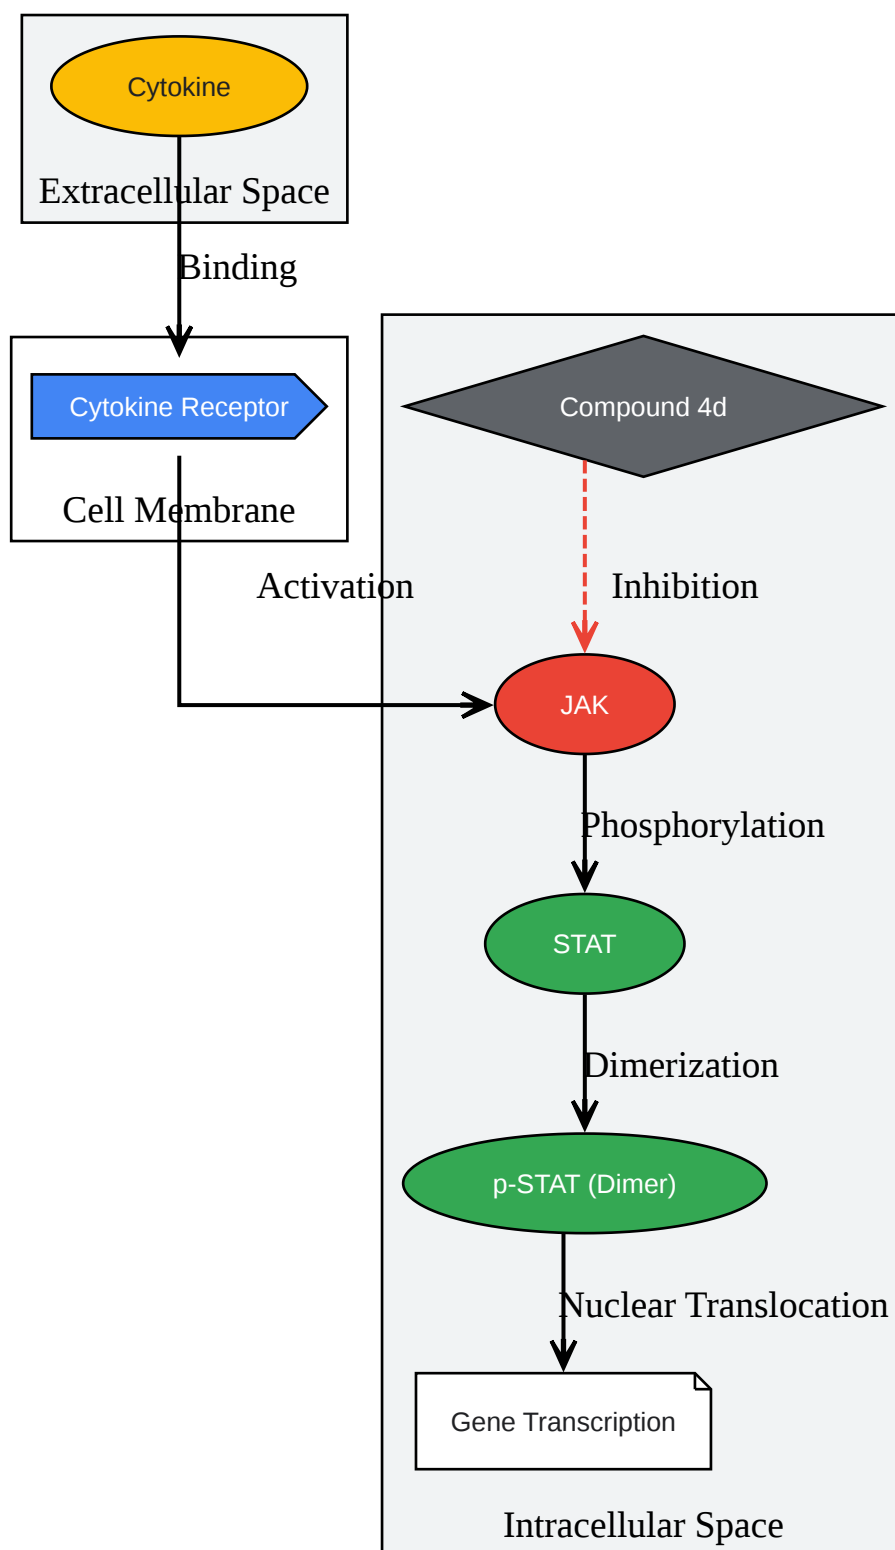 Cytokine
Extracellular Space
Binding
Cytokine Receptor
Cell Membrane
Compound 4d
Activation
Inhibition
JAK
Phosphorylation
STAT
Dimerization
p-STAT (Dimer)
Nuclear Translocation
Gene Transcription
Intracellular Space